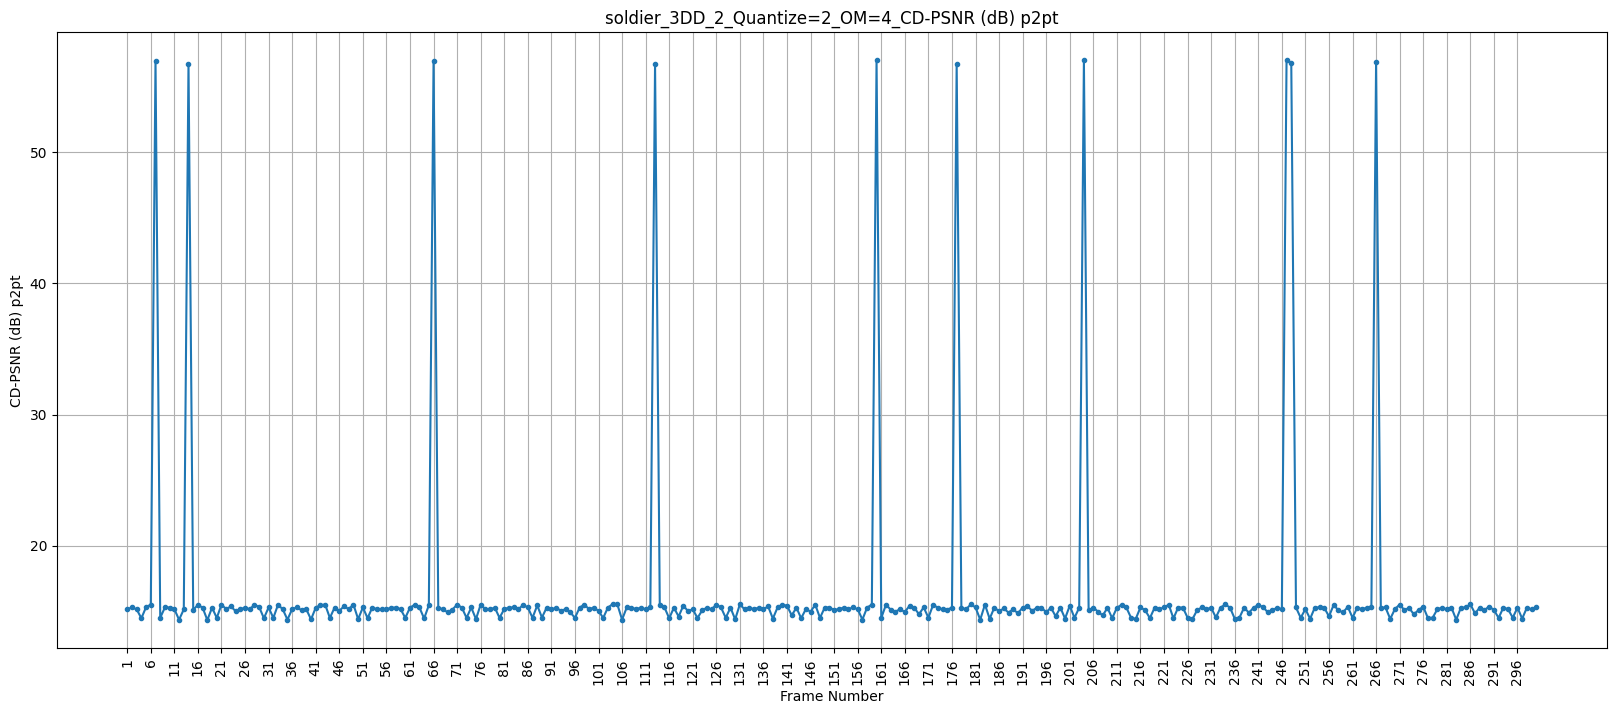 soldier_3DD_2_Quantize=2_OM=4_CD-PSNR (dB) p2pt
CD-PSNR (dB) p2pt
50
40
30
20
1 6 11 16 21 26 31 36 41 46 51 56 61 66 71 76 81 86 91 96 101 106 111 116 121 126 131 136 141 146 151 156 161 166 171 176 181 186 191 196 201 206 211 216 221 226 231 236 241 246 251 256 261 266 271 276 281 286 291 296
Frame Number